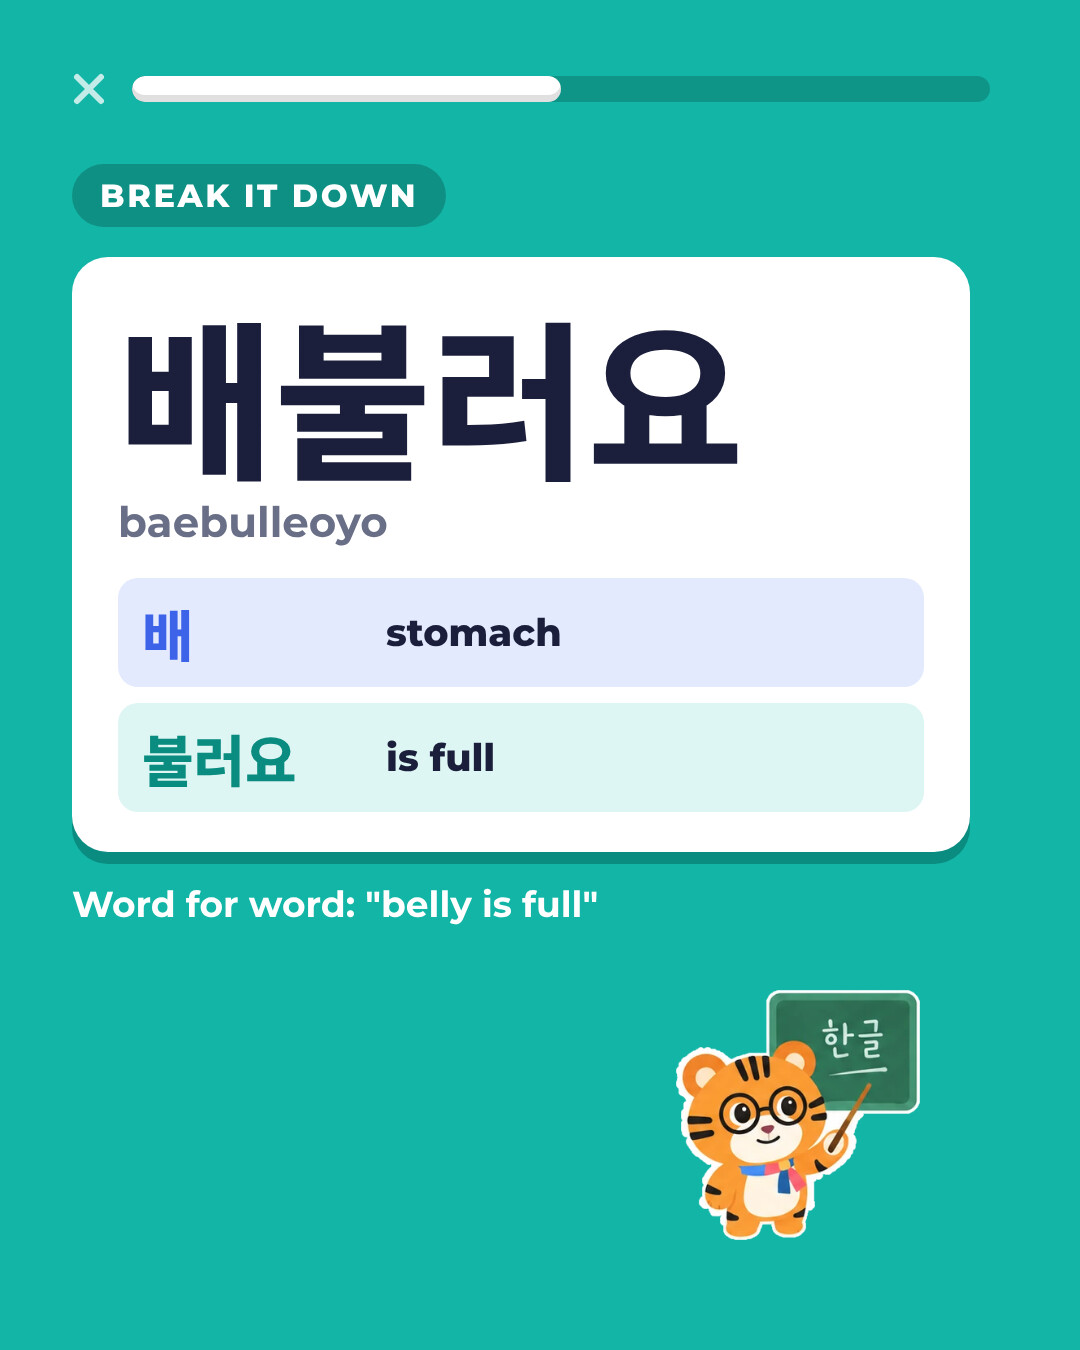 BREAK IT DOWN
배불러요
baebulleoyo
배 stomach
불러요 is full
Word for word: "belly is full"
한글